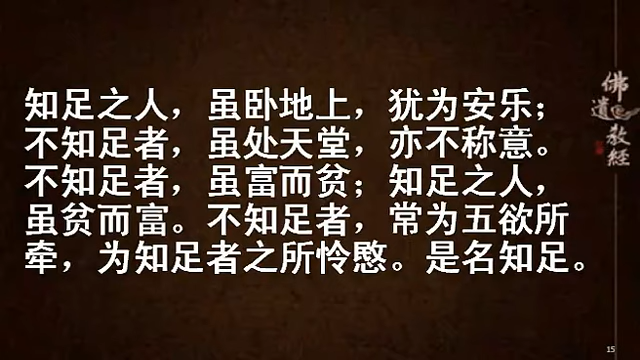 知足之人，虽卧地上，犹为安乐；
不知足者，虽处天堂，亦不称意。
不知足者，虽富而贫；知足之人，
虽贫而富。不知足者，常为五欲所
牵，为知足者之所怜愍。是名知足。
佛遗教经
15